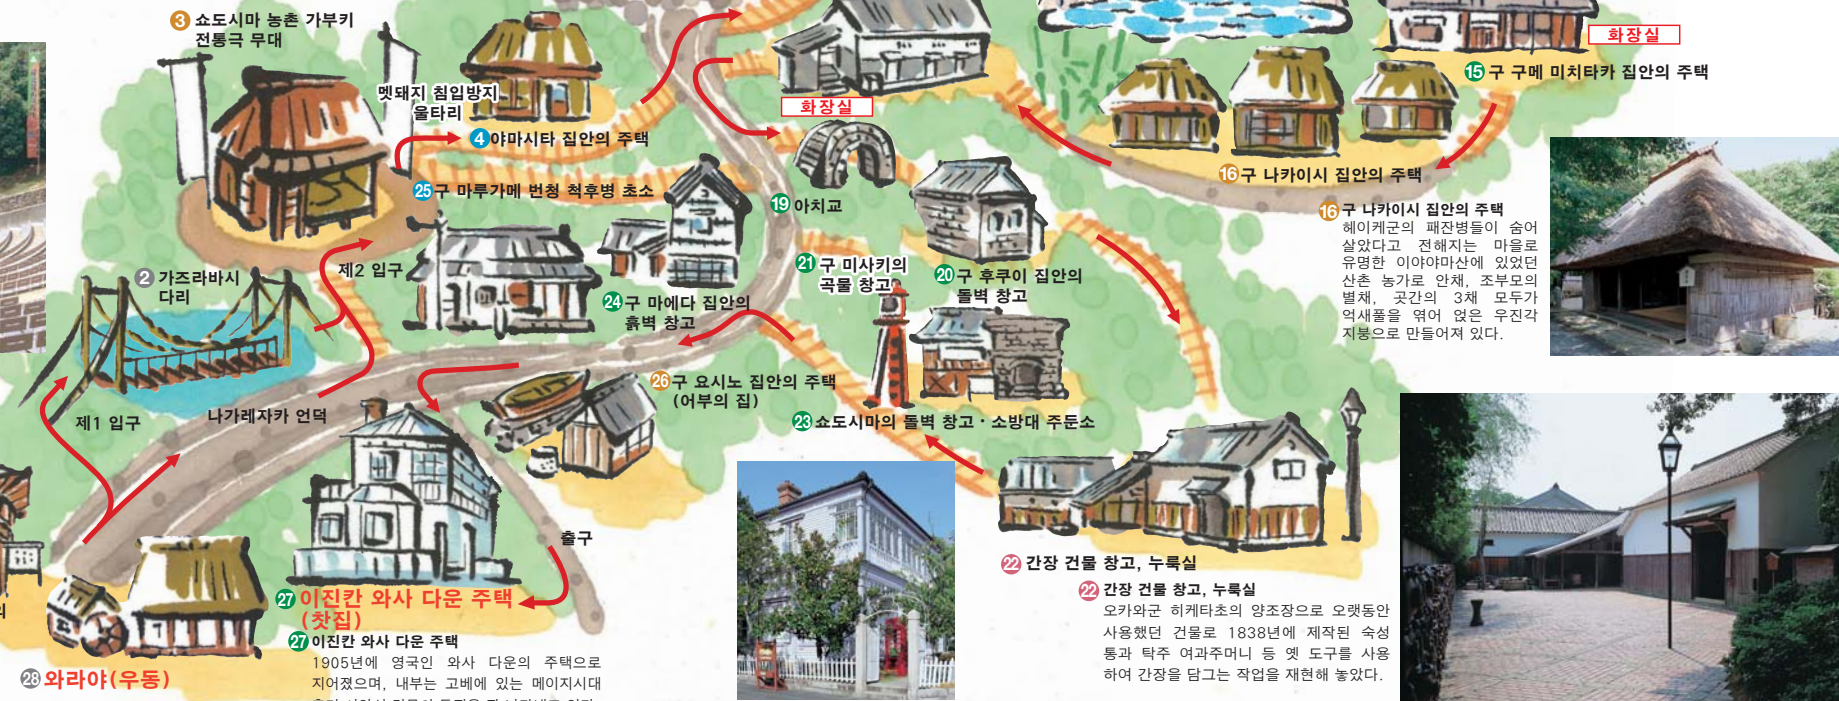 3 쇼도시마 농촌 가부키
전통극 무대
화장실
15 구 구메 미치타카 집안의 주택
멧돼지 침입방지
울타리
화장실
4 야마시타 집안의 주택
16 구 나카이시 집안의 주택
25 구 마루가메 번청 척후병 초소
19 아치교
16 구 나카이시 집안의 주택
헤이케군의 패잔병들이 숨어
살았다고 전해지는 마을로
유명한 이야야마산에 있었던
산촌 농가로 안채, 조부모의
별채, 곳간의 3채 모두가
억새풀을 엮어 얹은 우진각
지붕으로 만들어져 있다.
2 가즈라바시
다리
제2 입구
21 구 미사키의
곡물 창고
20 구 후쿠이 집안의
돌벽 창고
24 구 마에다 집안의
흙벽 창고
26 구 요시노 집안의 주택
(어부의 집)
제1 입구
나가레자카 언덕
23 쇼도시마의 돌벽 창고・소방대 주둔소
출구
22 간장 건물 창고, 누룩실
22 간장 건물 창고, 누룩실
오카와군 히케타초의 양조장으로 오랫동안
사용했던 건물로 1838년에 제작된 숙성
통과 탁주 여과주머니 등 옛 도구를 사용
하여 간장을 담그는 작업을 재현해 놓았다.
27 이진칸 와사 다운 주택
(찻집)
27 이진칸 와사 다운 주택
1905년에 영국인 와사 다운의 주택으로
지어졌으며, 내부는 고베에 있는 메이지시대
28 와라야(우동)